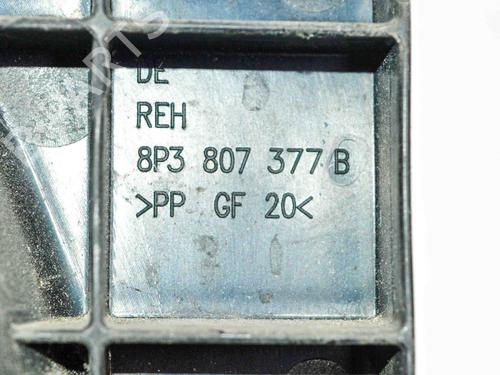 DE
REH
8P3 807 377 B
>PP GF 20<